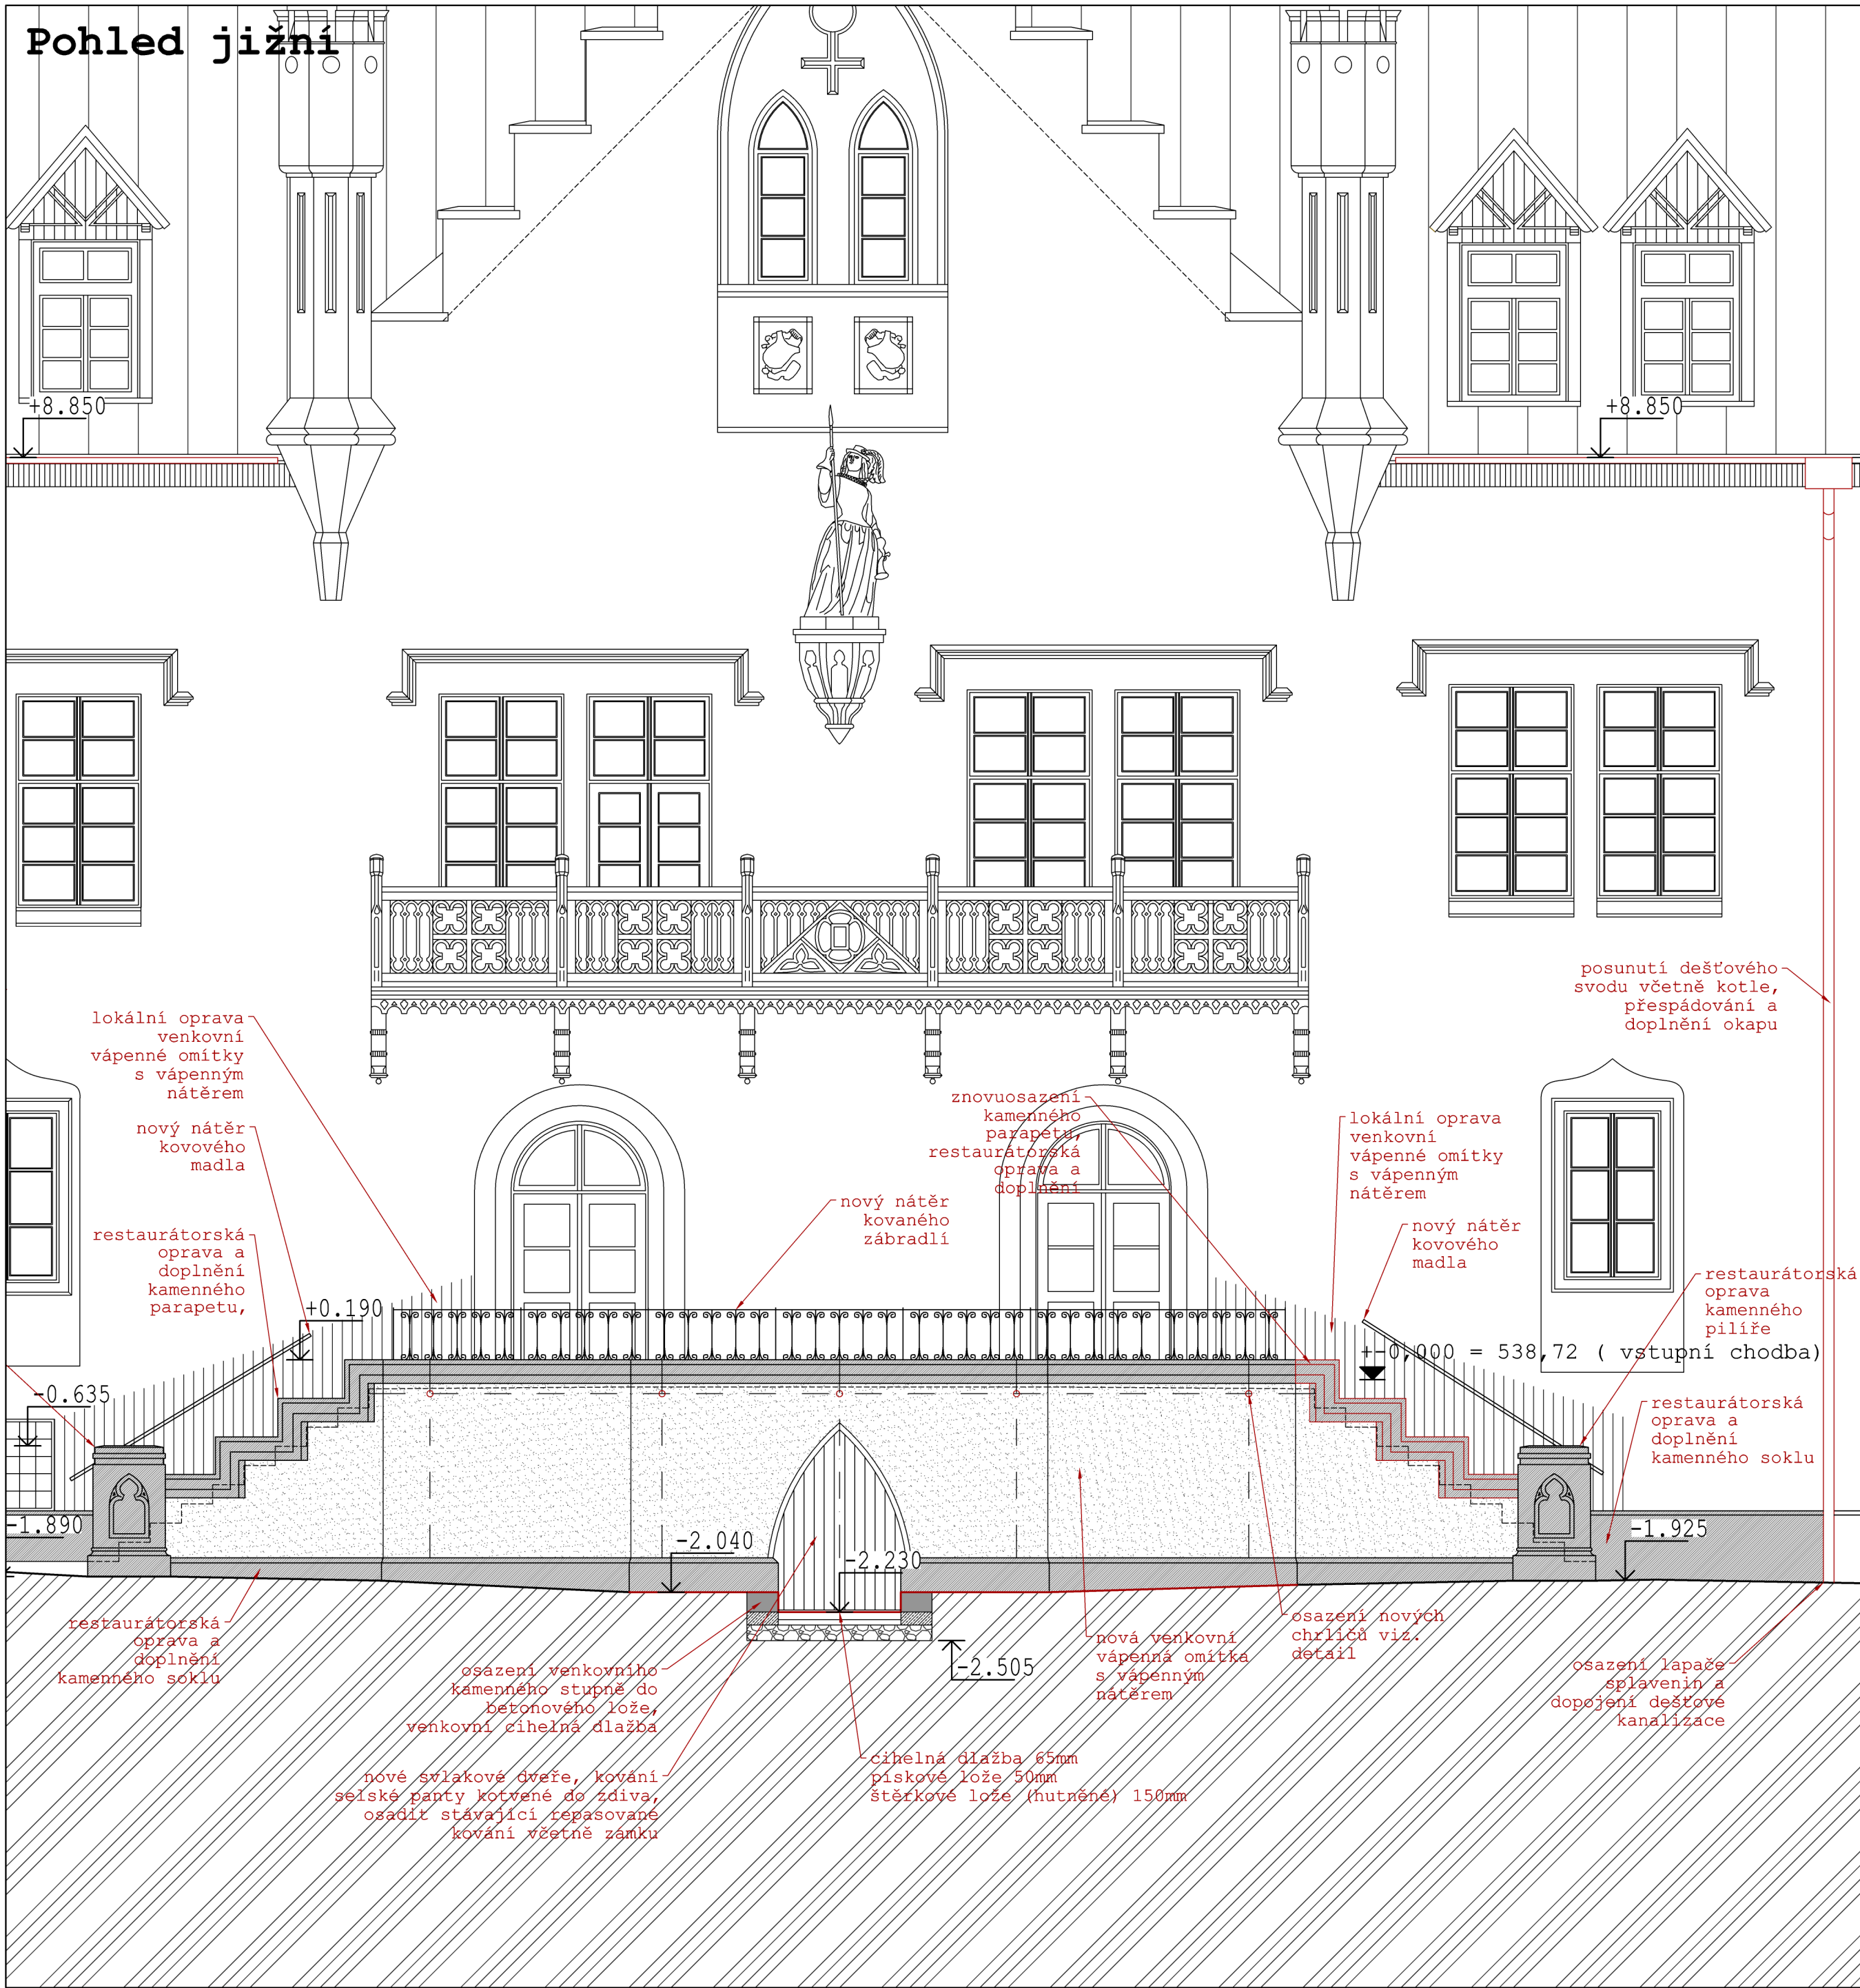 Pohled jižní
+8.850
+8.850
posunutí dešťového
svodu včetně kotle,
přespádování a
doplnění okapu
lokální oprava
venkovní
vápenné omítky
s vápenným
nátěrem
nový nátěr
kovového
madla
restaurátorská
oprava a
doplnění
kamenného
parapetu,
znovuosazení
kamenného
parapetu,
restaurátorská
oprava a
doplnění
nový nátěr
kovaného
zábradlí
lokální oprava
venkovní
vápenné omítky
s vápenným
nátěrem
nový nátěr
kovového
madla
restaurátorská
oprava
kamenného
pilíře
+0.190
+-0,000 = 538,72 ( vstupní chodba)
-0.635
restaurátorská
oprava a
doplnění
kamenného soklu
-1.890
-2.040
-2.230
-1.925
restaurátorská
oprava a
doplnění
kamenného soklu
osazení venkovního
kamenného stupně do
betonového lože,
venkovní cihelná dlažba
-2.505
nová venkovní
vápenná omítka
s vápenným
nátěrem
osazení nových
chrličů viz.
detail
osazení lapače
splavenin a
dopojení dešťové
kanalizace
nové svlakové dveře, kování
selské panty kotvené do zdiva,
osadit stávající repasované
kování včetně zámku
cihelná dlažba 65mm
pískové lože 50mm
štěrkové lože (hutněné) 150mm